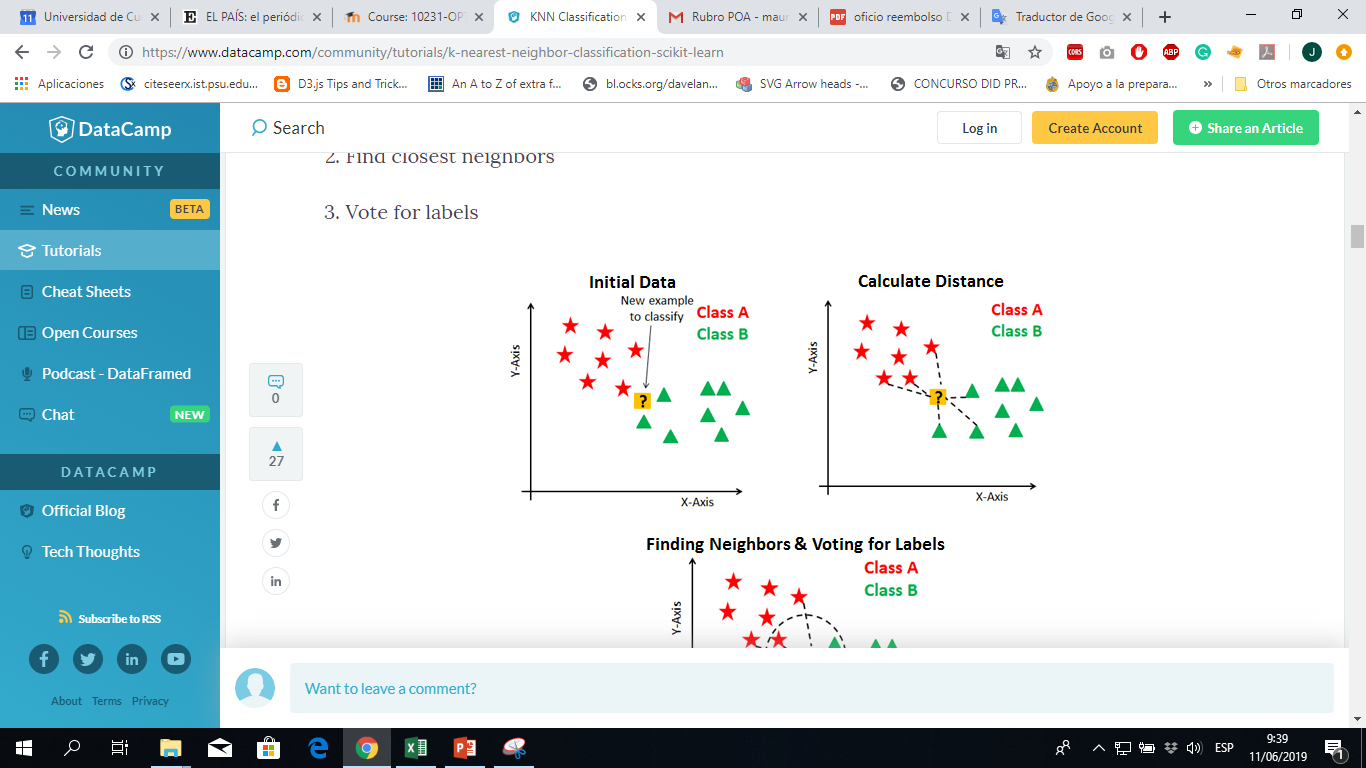 Universidad de Cu
EL PAÍS: el periódic
Course: 10231-OP
KNN Classification
Rubro POA - maur
oficio reembolso D
Traductor de Goog
https://www.datacamp.com/community/tutorials/k-nearest-neighbor-classification-scikit-learn
Aplicaciones
citeseerx.ist.psu.edu...
D3.js Tips and Trick...
An A to Z of extra f...
bl.ocks.org/davelan...
SVG Arrow heads -...
CONCURSO DID PR...
Apoyo a la prepara...
»
Otros marcadores
DataCamp
Search
Log in
Create Account
Share an Article
COMMUNITY
News
BETA
Tutorials
Cheat Sheets
Open Courses
Podcast - DataFramed
Chat
NEW
DATACAMP
Official Blog
Tech Thoughts
Subscribe to RSS
About Terms Privacy
0
27
2. Find closest neighbors
3. Vote for labels
Initial Data
New example
to classify
Class A
Class B
?
Y-Axis
X-Axis
Calculate Distance
Class A
Class B
?
Y-Axis
X-Axis
Finding Neighbors & Voting for Labels
Class A
Class B
Y-Axis
Want to leave a comment?
ESP
9:39
11/06/2019
1